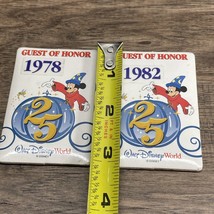 GUEST OF HONOR
1978
25
Walt Disney World
1
2
3
4
GUEST OF HONOR
1982
25
Walt Disney World